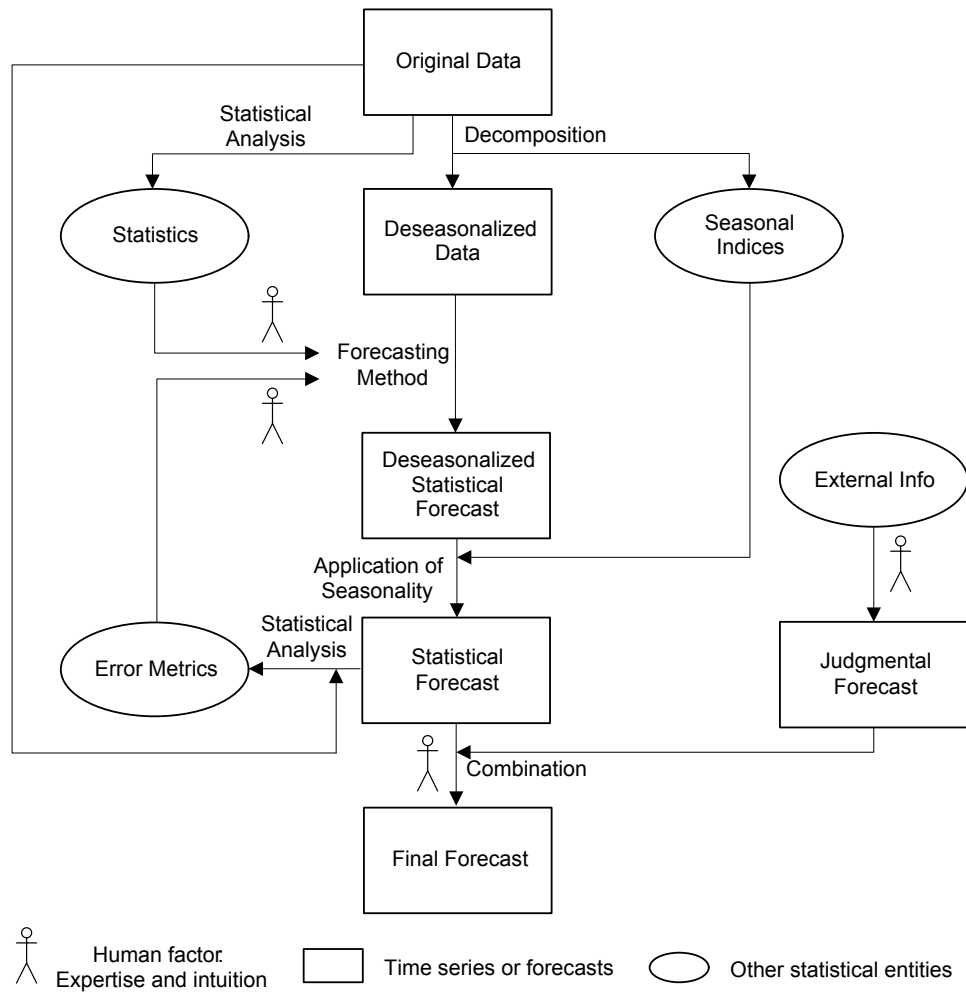 Original Data
Statistical
Analysis
Decomposition
Statistics
Deseasonalized
Data
Seasonal
Indices
Forecasting
Method
Deseasonalized
Statistical
Forecast
External Info
Application of
Seasonality
Statistical
Analysis
Error Metrics
Statistical
Forecast
Judgmental
Forecast
Combination
Final Forecast
Human factor:
Expertise and intuition
Time series or forecasts
Other statistical entities